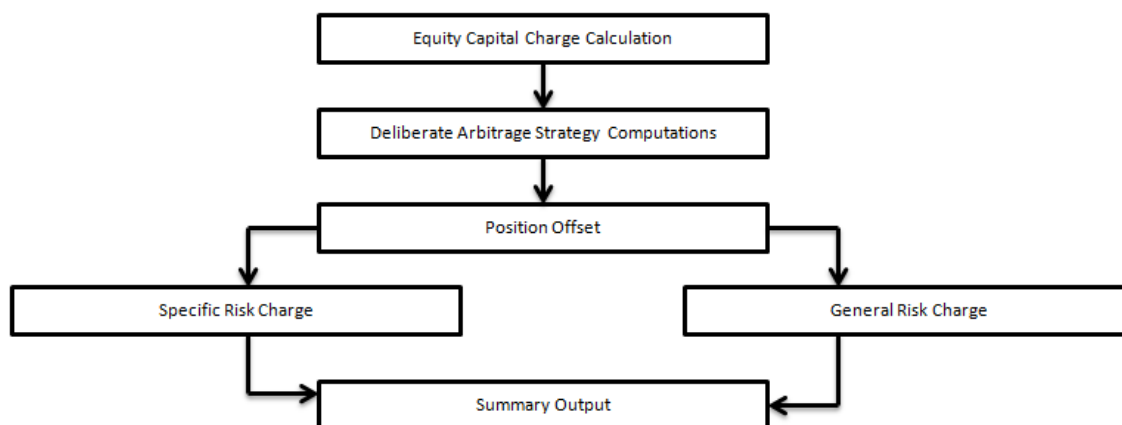 Equity Capital Charge Calculation
Deliberate Arbitrage Strategy Computations
Position Offset
Specific Risk Charge
General Risk Charge
Summary Output